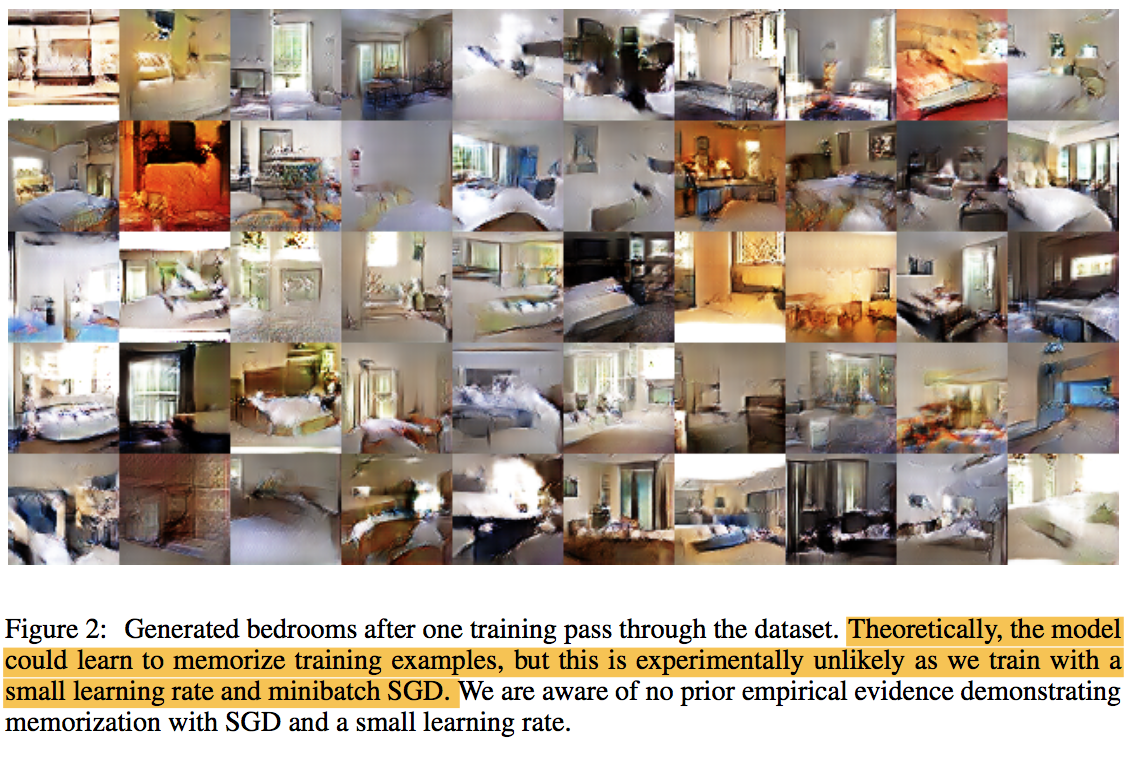 Figure 2: Generated bedrooms after one training pass through the dataset. Theoretically, the model
could learn to memorize training examples, but this is experimentally unlikely as we train with a
small learning rate and minibatch SGD. We are aware of no prior empirical evidence demonstrating
memorization with SGD and a small learning rate.